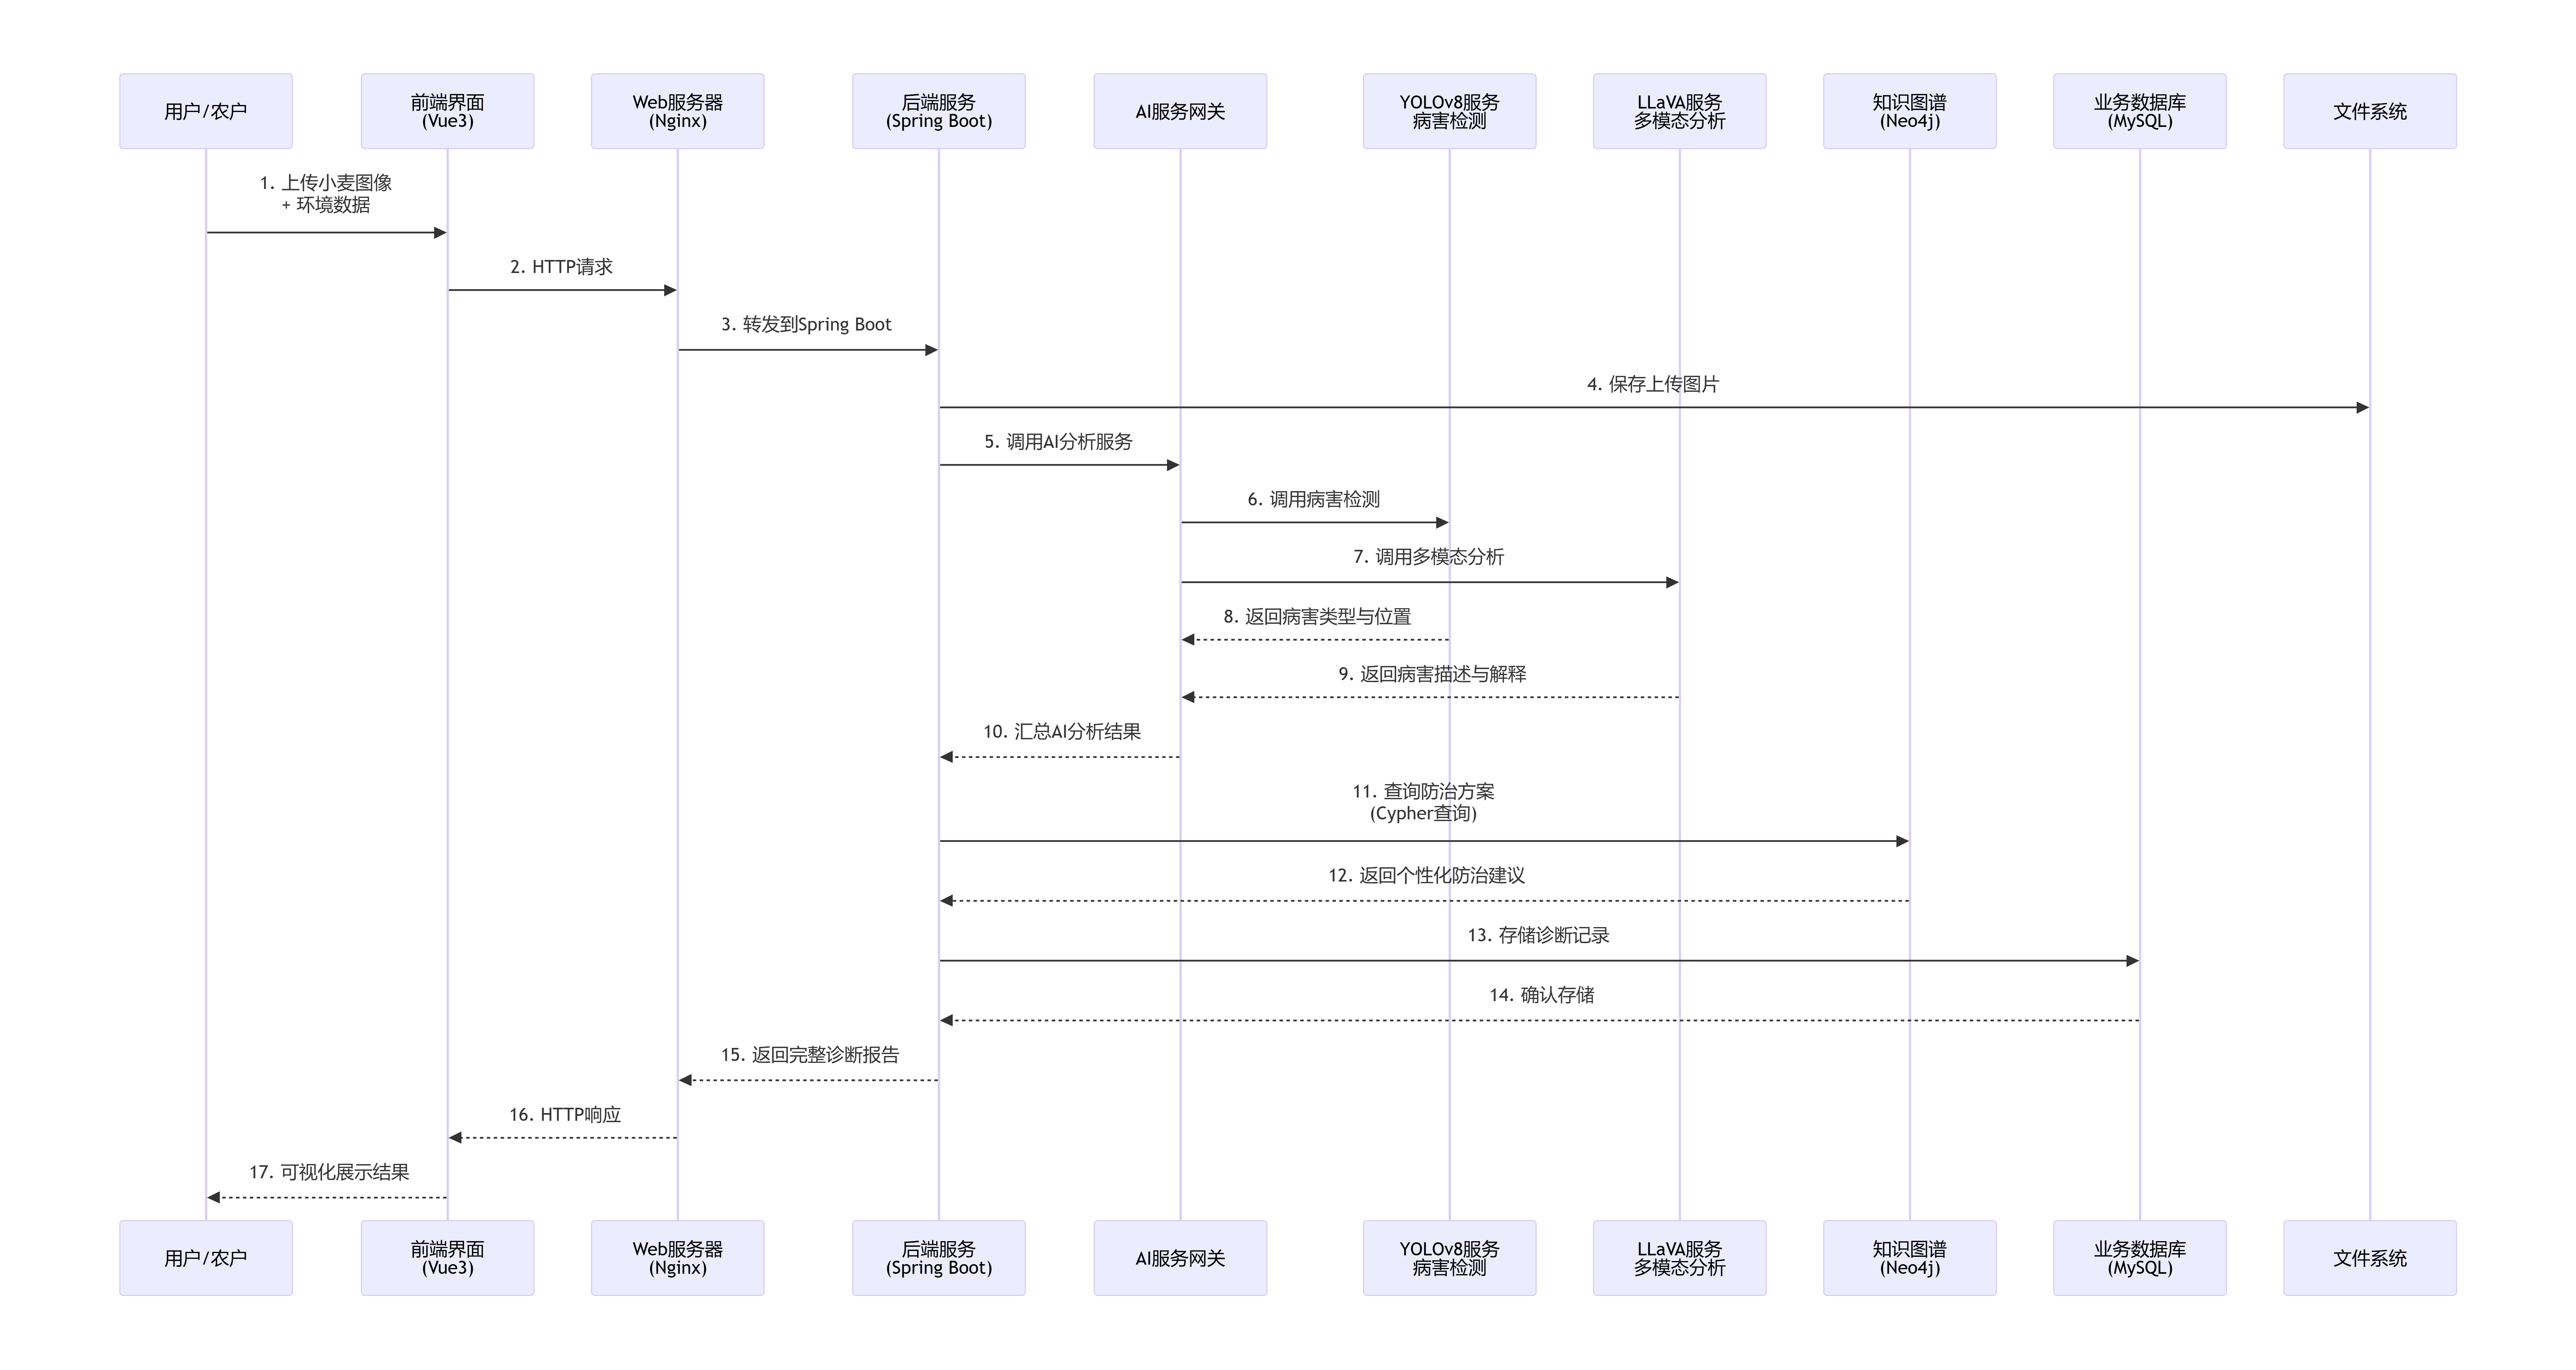 用户/农户
前端界面
(Vue3)
Web服务器
(Nginx)
后端服务
(Spring Boot)
AI服务网关
YOLOv8服务
病害检测
LLaVA服务
多模态分析
知识图谱
(Neo4j)
业务数据库
(MySQL)
文件系统
1. 上传小麦图像
+ 环境数据
2. HTTP请求
3. 转发到Spring Boot
4. 保存上传图片
5. 调用AI分析服务
6. 调用病害检测
7. 调用多模态分析
8. 返回病害类型与位置
9. 返回病害描述与解释
10. 汇总AI分析结果
11. 查询防治方案
(Cypher查询)
12. 返回个性化防治建议
13. 存储诊断记录
14. 确认存储
15. 返回完整诊断报告
16. HTTP响应
17. 可视化展示结果
用户/农户
前端界面
(Vue3)
Web服务器
(Nginx)
后端服务
(Spring Boot)
AI服务网关
YOLOv8服务
病害检测
LLaVA服务
多模态分析
知识图谱
(Neo4j)
业务数据库
(MySQL)
文件系统